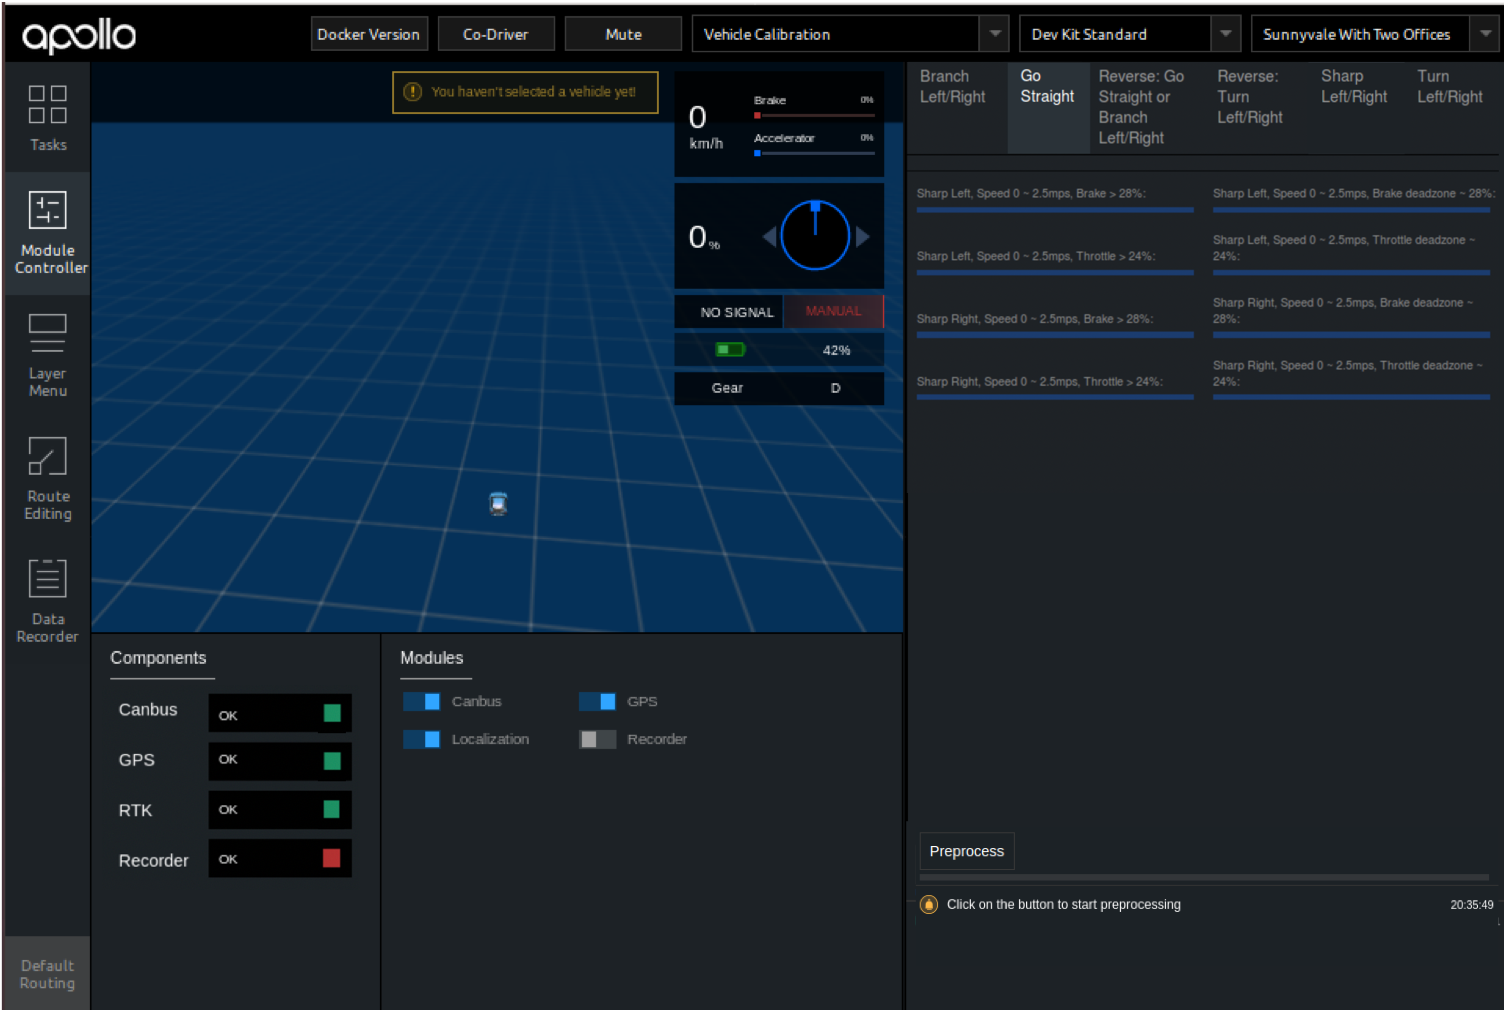 apollo
Docker Version
Co-Driver
Mute
Vehicle Calibration
Dev Kit Standard
Sunnyvale With Two Offices
Tasks
Module
Controller
Layer
Menu
Route
Editing
Data
Recorder
Default
Routing
You haven't selected a vehicle yet!
0
km/h
Brake
0%
Accelerator
0%
0 %
NO SIGNAL
MANUAL
42%
Gear
D
Components
Canbus
OK
GPS
OK
RTK
OK
Recorder
OK
Modules
Canbus
GPS
Localization
Recorder
Branch
Left/Right
Go
Straight
Reverse: Go
Straight or
Branch
Left/Right
Reverse:
Turn
Left/Right
Sharp
Left/Right
Turn
Left/Right
Sharp Left, Speed 0 ~ 2.5mps, Brake > 28%:
Sharp Left, Speed 0 ~ 2.5mps, Brake deadzone ~ 28%:
Sharp Left, Speed 0 ~ 2.5mps, Throttle > 24%:
Sharp Left, Speed 0 ~ 2.5mps, Throttle deadzone ~
24%:
Sharp Right, Speed 0 ~ 2.5mps, Brake > 28%:
Sharp Right, Speed 0 ~ 2.5mps, Brake deadzone ~
28%:
Sharp Right, Speed 0 ~ 2.5mps, Throttle > 24%:
Sharp Right, Speed 0 ~ 2.5mps, Throttle deadzone ~
24%:
Preprocess
Click on the button to start preprocessing
20:35:49